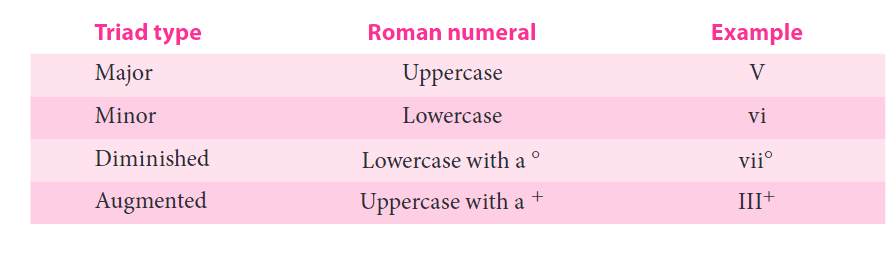 Triad type Roman numeral Example
Major Uppercase V
Minor Lowercase vi
Diminished Lowercase with a ° vii°
Augmented Uppercase with a + III+